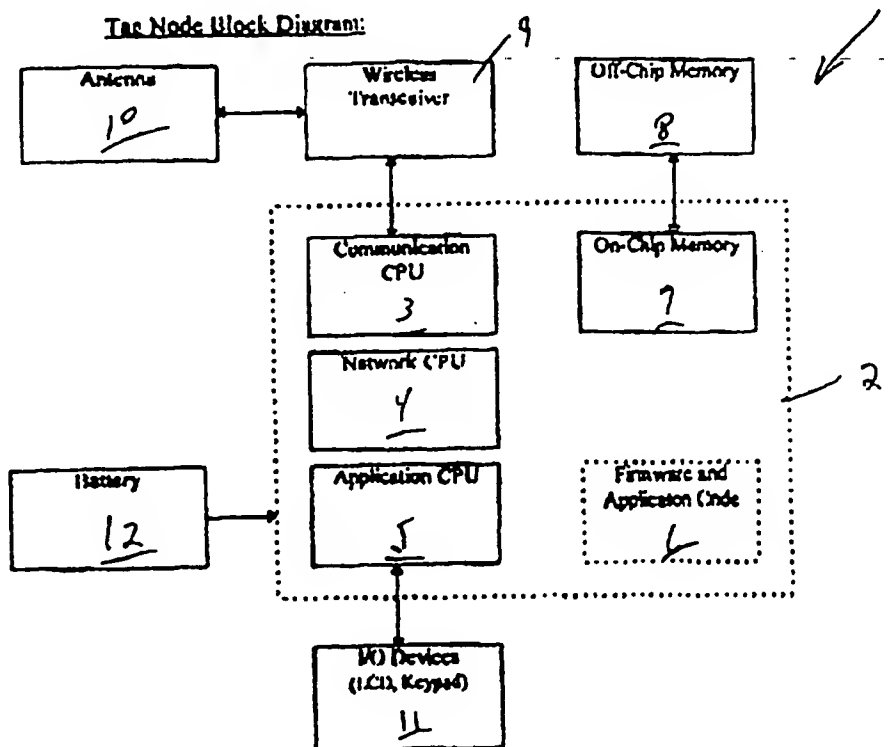 Tag Node Block Diagram:
9
Antenna
10
Wireless
Transceiver
Off-Chip Memory
8
Communication
CPU
3
On-Chip Memory
7
Network CPU
4
2
Battery
12
Application CPU
5
Firmware and
Application Code
6
I/O Devices
(LCD, Keypad)
11